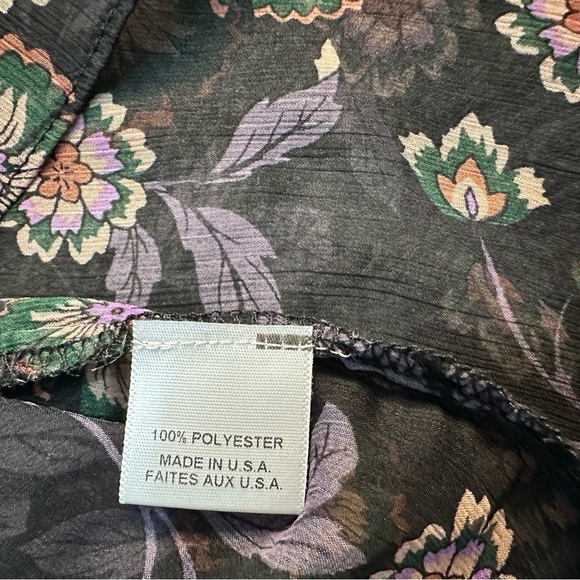 100% POLYESTER
MADE IN U.S.A.
FAITES AUX U.S.A.